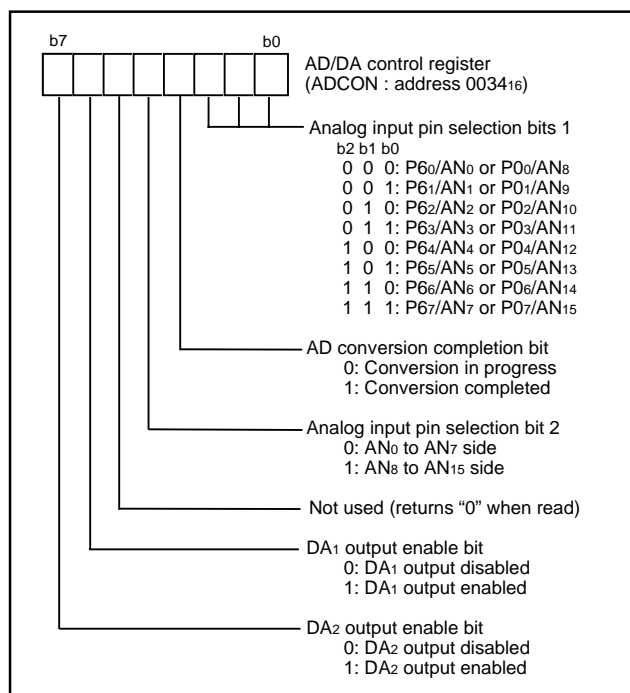 b7 b0
AD/DA control register
(ADCON : address 003416)
Analog input pin selection bits 1
b2 b1 b0
0 0 0: P60/AN0 or P00/AN8
0 0 1: P61/AN1 or P01/AN9
0 1 0: P62/AN2 or P02/AN10
0 1 1: P63/AN3 or P03/AN11
1 0 0: P64/AN4 or P04/AN12
1 0 1: P65/AN5 or P05/AN13
1 1 0: P66/AN6 or P06/AN14
1 1 1: P67/AN7 or P07/AN15
AD conversion completion bit
0: Conversion in progress
1: Conversion completed
Analog input pin selection bit 2
0: AN0 to AN7 side
1: AN8 to AN15 side
Not used (returns “0” when read)
DA1 output enable bit
0: DA1 output disabled
1: DA1 output enabled
DA2 output enable bit
0: DA2 output disabled
1: DA2 output enabled